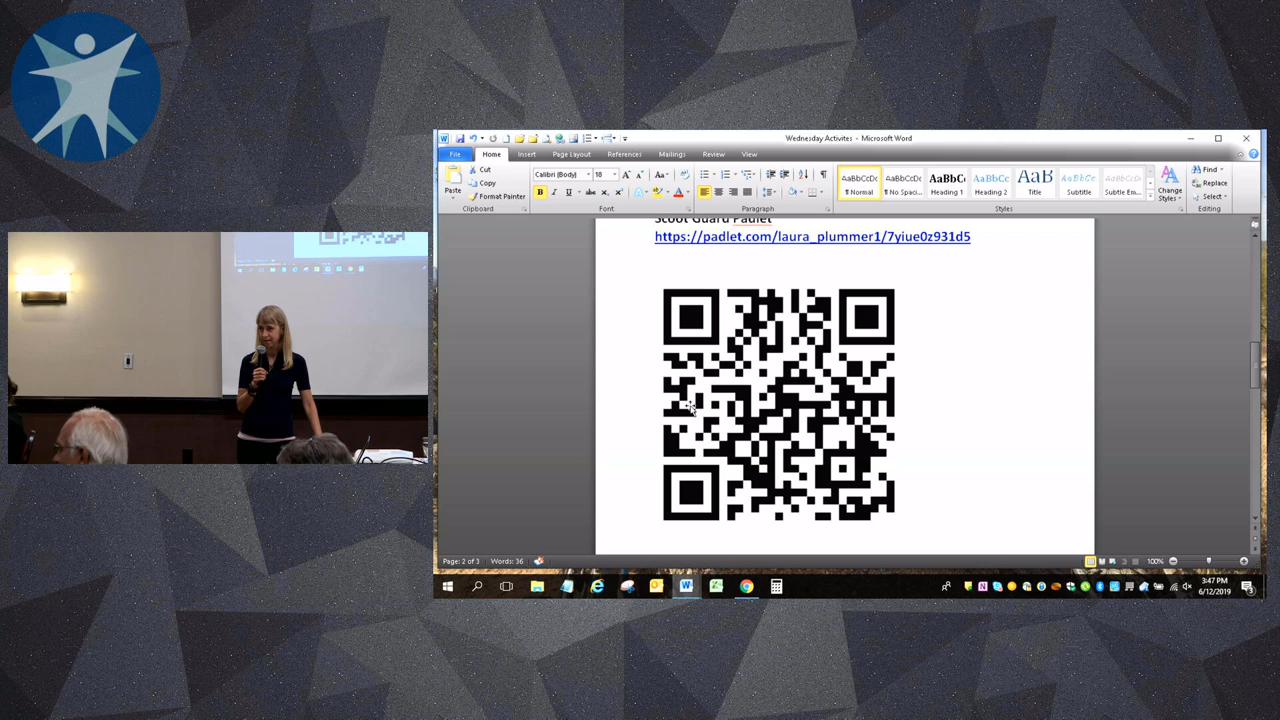 Wednesday Activites - Microsoft Word
File Home Insert Page Layout References Mailings Review View
Paste
Cut
Copy
Format Painter
Clipboard
Calibri (Body) 18
Font
Paragraph
AaBbCcDc AaBbCcDc AaBbC AaBbCc AaB AaBbCc. AaBbCcDc
¶ Normal ¶ No Spaci... Heading 1 Heading 2 Title Subtitle Subtle Em...
Styles
Change
Styles
Find
Replace
Select
Editing
Scoot Guard Padlet
https://padlet.com/laura_plummer1/7yiue0z931d5
Page: 2 of 3 Words: 36 100%
3:47 PM
6/12/2019